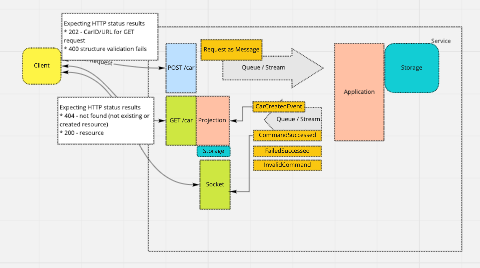 Expecting HTTP status results
* 202 - CarID/URL for GET
request
* 400 structure validation fails
Service
Request as Message
Client
request
POST /car
Queue / Stream
Storage
Application
Expecting HTTP status results
* 404 - not found (not existing or
created resource)
* 200 - resource
CarCreatedEvent
GET /car
Projection
Queue / Stream
CommandSuccessed
Storage
FailedSuccessed
InvalidCommand
Socket